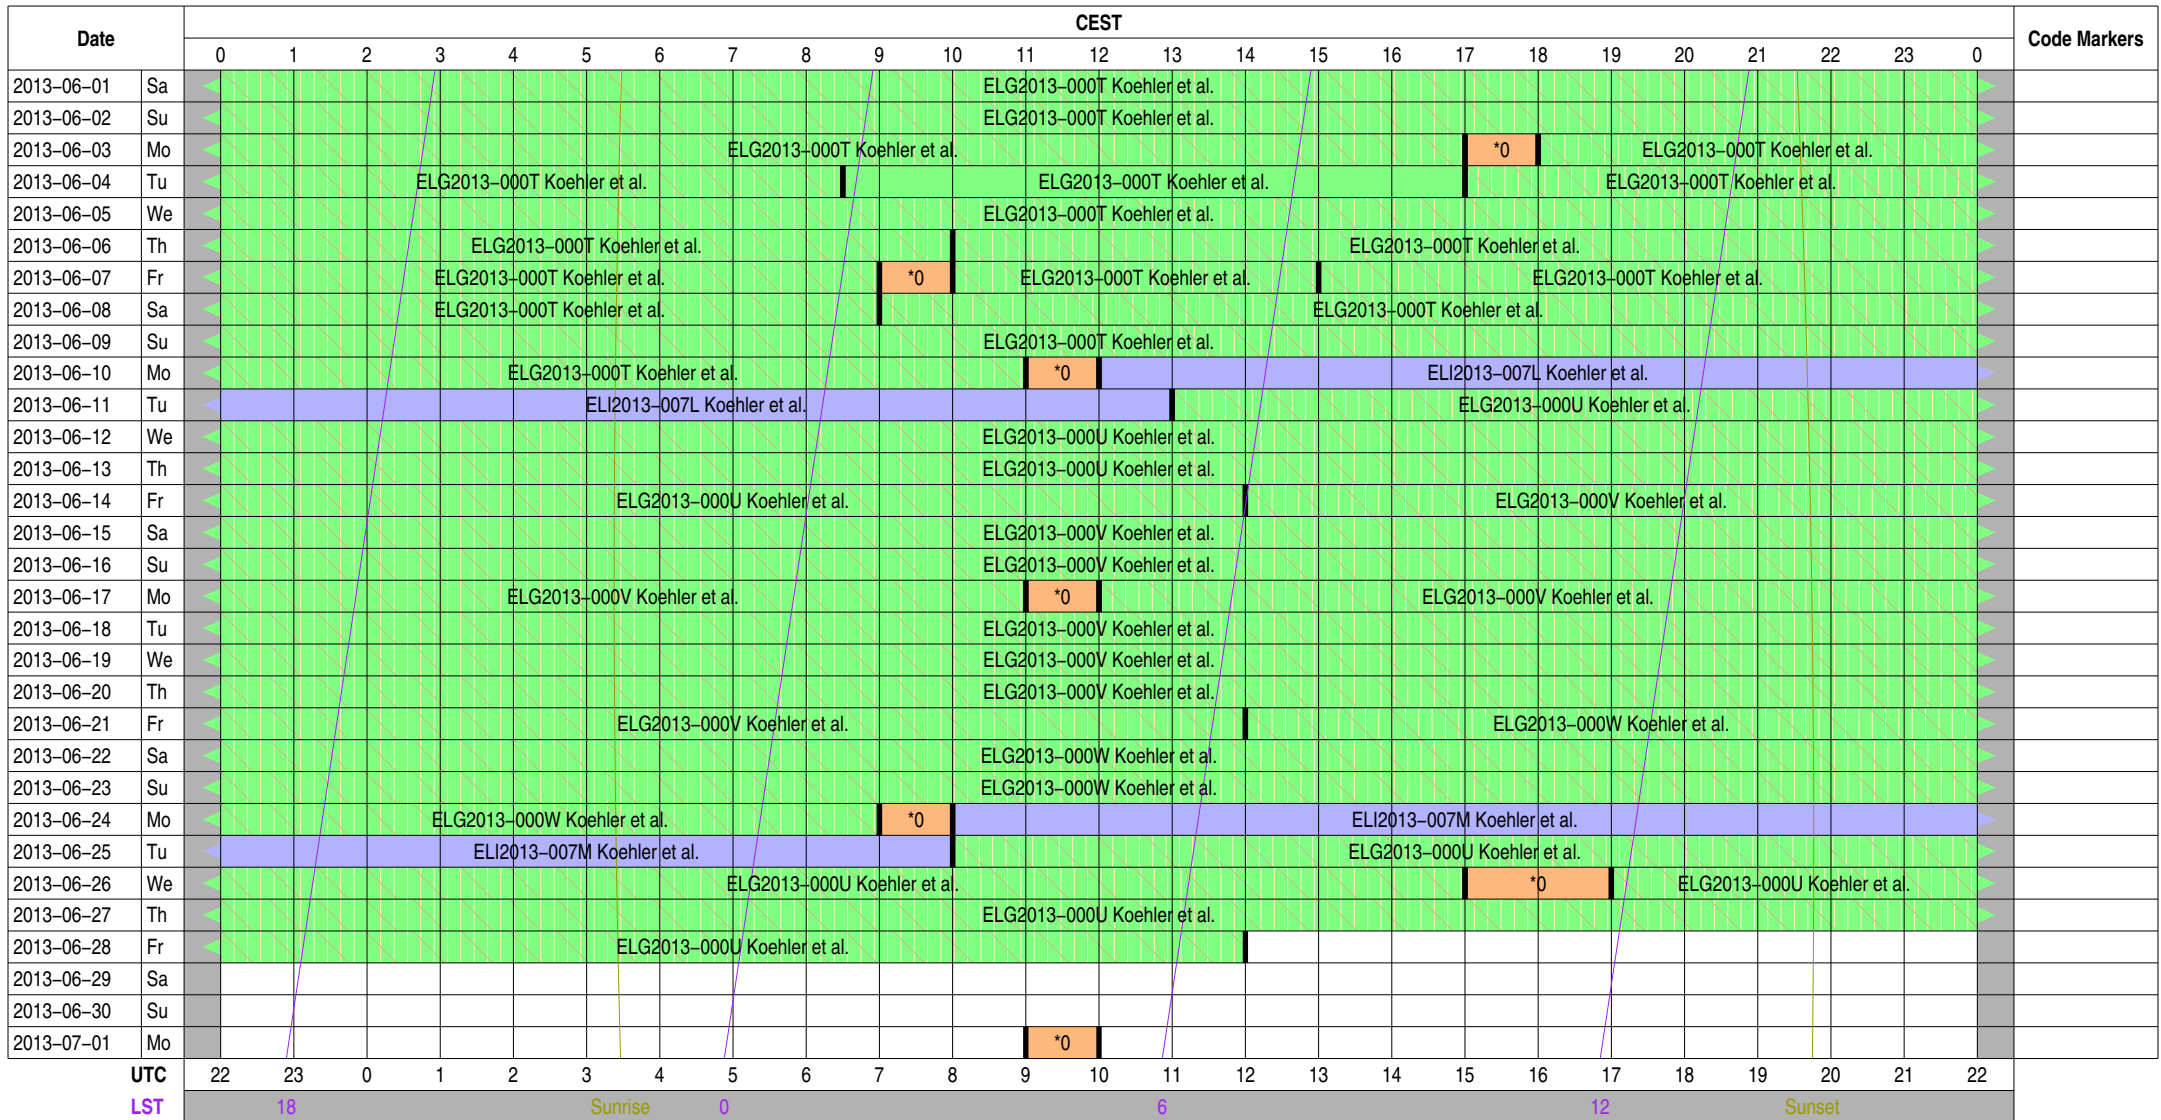 Date CEST Code Markers
0 1 2 3 4 5 6 7 8 9 10 11 12 13 14 15 16 17 18 19 20 21 22 23 0
2013-06-01 Sa ELG2013-000T Koehler et al.
2013-06-02 Su ELG2013-000T Koehler et al.
2013-06-03 Mo ELG2013-000T Koehler et al. *0 ELG2013-000T Koehler et al.
2013-06-04 Tu ELG2013-000T Koehler et al. ELG2013-000T Koehler et al. ELG2013-000T Koehler et al.
2013-06-05 We ELG2013-000T Koehler et al.
2013-06-06 Th ELG2013-000T Koehler et al. ELG2013-000T Koehler et al.
2013-06-07 Fr ELG2013-000T Koehler et al. *0 ELG2013-000T Koehler et al. ELG2013-000T Koehler et al.
2013-06-08 Sa ELG2013-000T Koehler et al. ELG2013-000T Koehler et al.
2013-06-09 Su ELG2013-000T Koehler et al.
2013-06-10 Mo ELG2013-000T Koehler et al. *0 ELI2013-007L Koehler et al.
2013-06-11 Tu ELI2013-007L Koehler et al. ELG2013-000U Koehler et al.
2013-06-12 We ELG2013-000U Koehler et al.
2013-06-13 Th ELG2013-000U Koehler et al.
2013-06-14 Fr ELG2013-000U Koehler et al. ELG2013-000V Koehler et al.
2013-06-15 Sa ELG2013-000V Koehler et al.
2013-06-16 Su ELG2013-000V Koehler et al.
2013-06-17 Mo ELG2013-000V Koehler et al. *0 ELG2013-000V Koehler et al.
2013-06-18 Tu ELG2013-000V Koehler et al.
2013-06-19 We ELG2013-000V Koehler et al.
2013-06-20 Th ELG2013-000V Koehler et al.
2013-06-21 Fr ELG2013-000V Koehler et al. ELG2013-000W Koehler et al.
2013-06-22 Sa ELG2013-000W Koehler et al.
2013-06-23 Su ELG2013-000W Koehler et al.
2013-06-24 Mo ELG2013-000W Koehler et al. *0 ELI2013-007M Koehler et al.
2013-06-25 Tu ELI2013-007M Koehler et al. ELG2013-000U Koehler et al.
2013-06-26 We ELG2013-000U Koehler et al. *0 ELG2013-000U Koehler et al.
2013-06-27 Th ELG2013-000U Koehler et al.
2013-06-28 Fr ELG2013-000U Koehler et al.
2013-06-29 Sa
2013-06-30 Su
2013-07-01 Mo *0
UTC 22 23 0 1 2 3 4 5 6 7 8 9 10 11 12 13 14 15 16 17 18 19 20 21 22
LST 18 Sunrise 0 6 12 Sunset